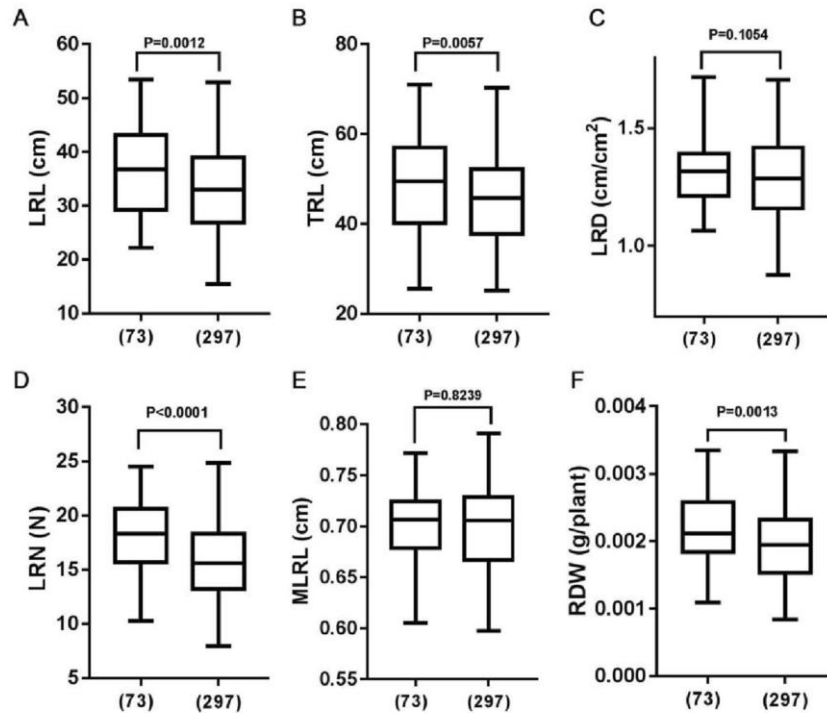 A
P=0.0012
LRL (cm)
60
50
40
30
20
10
(73) (297)
B
P=0.0057
TRL (cm)
80
60
40
20
(73) (297)
C
P=0.1054
LRD (cm/cm²)
1.5
1.0
(73) (297)
D
P<0.0001
LRN (N)
30
25
20
15
10
5
(73) (297)
E
P=0.8239
MLRL (cm)
0.80
0.75
0.70
0.65
0.60
0.55
(73) (297)
F
P=0.0013
RDW (g/plant)
0.004
0.003
0.002
0.001
0.000
(73) (297)